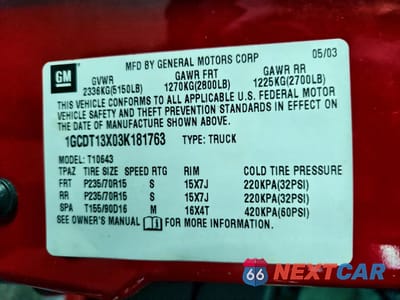 GM
MFD BY GENERAL MOTORS CORP 05/03
GVWR GAWR FRT GAWR RR
2336KG(5150LB) 1270KG(2800LB) 1225KG(2700LB)
THIS VEHICLE CONFORMS TO ALL APPLICABLE U.S. FEDERAL
MOTOR VEHICLE SAFETY AND THEFT PREVENTION STANDARDS IN EFFECT ON
THE DATE OF MANUFACTURE SHOWN ABOVE.
1GCDT13X03K181763 TYPE: TRUCK
MODEL: T10643
TPAZ TIRE SIZE SPEED RTG RIM COLD TIRE PRESSURE
FRT P235/70R15 S 15X7J 220KPA(32PSI)
RR P235/70R15 S 15X7J 220KPA(32PSI)
SPA T155/90D16 M 16X4T 420KPA(60PSI)
SEE OWNER'S MANUAL FOR MORE INFORMATION
66 NEXTCAR